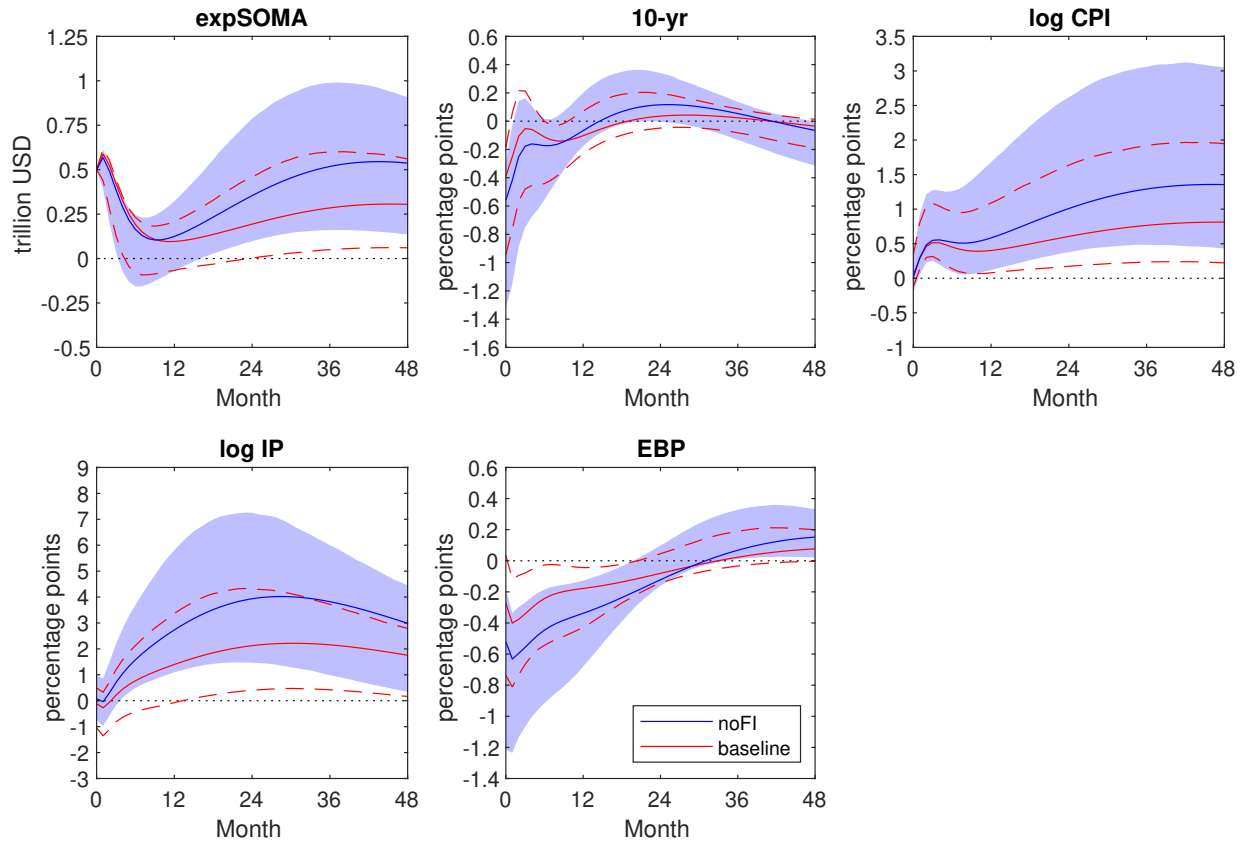 expSOMA
1.25
1
0.75
0.5
0.25
0
-0.25
-0.5
trillion USD
0 12 24 36 48
Month
10-yr
0.6
0.4
0.2
0
-0.2
-0.4
-0.6
-0.8
-1
-1.2
-1.4
-1.6
percentage points
0 12 24 36 48
Month
log CPI
3.5
3
2.5
2
1.5
1
0.5
0
-0.5
-1
percentage points
0 12 24 36 48
Month
log IP
9
8
7
6
5
4
3
2
1
0
-1
-2
-3
percentage points
0 12 24 36 48
Month
EBP
0.6
0.4
0.2
0
-0.2
-0.4
-0.6
-0.8
-1
-1.2
-1.4
percentage points
noFI
baseline
0 12 24 36 48
Month